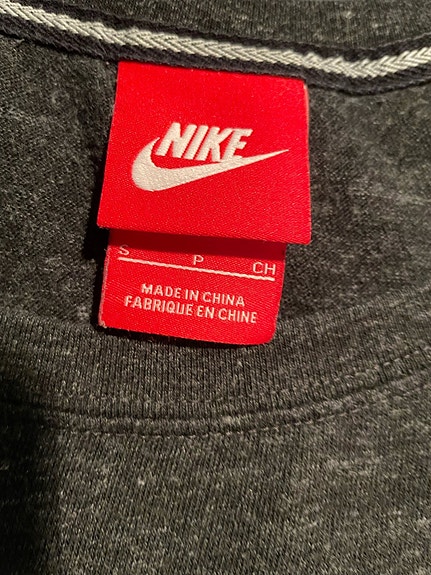 NIKE
S P CH
MADE IN CHINA
FABRIQUE EN CHINE